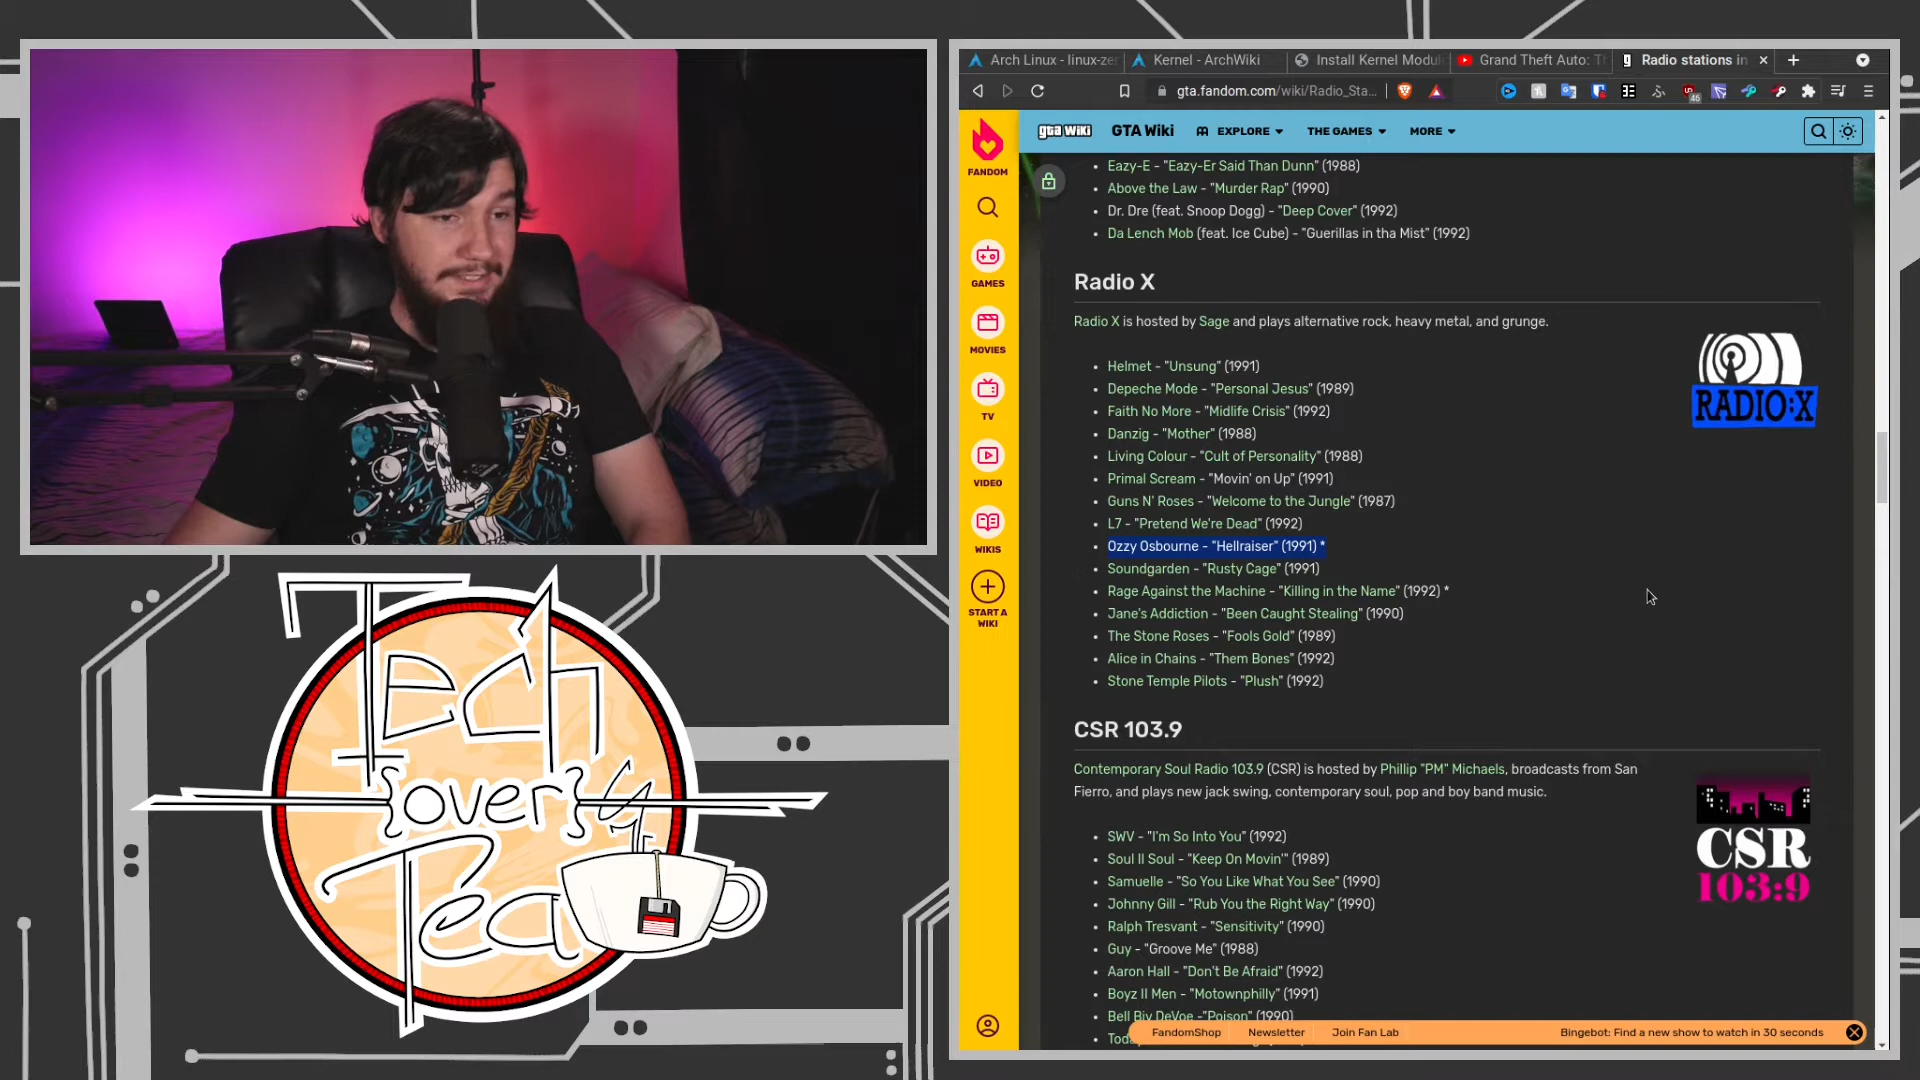 Tech
{over}
Tea
Arch Linux - linux-zen
Kernel - ArchWiki
Install Kernel Modul
Grand Theft Auto: T
Radio stations in
gta.fandom.com/wiki/Radio_Sta...
46
FANDOM
GAMES
MOVIES
TV
VIDEO
WIKIS
START A
WIKI
gta wiki
GTA Wiki
EXPLORE
THE GAMES
MORE
Eazy-E - "Eazy-Er Said Than Dunn" (1988)
Above the Law - "Murder Rap" (1990)
Dr. Dre (feat. Snoop Dogg) - "Deep Cover" (1992)
Da Lench Mob (feat. Ice Cube) - "Guerillas in tha Mist" (1992)
Radio X
Radio X is hosted by Sage and plays alternative rock, heavy metal, and grunge.
RADIO:X
Helmet - "Unsung" (1991)
Depeche Mode - "Personal Jesus" (1989)
Faith No More - "Midlife Crisis" (1992)
Danzig - "Mother" (1988)
Living Colour - "Cult of Personality" (1988)
Primal Scream - "Movin' on Up" (1991)
Guns N' Roses - "Welcome to the Jungle" (1987)
L7 - "Pretend We're Dead" (1992)
Ozzy Osbourne - "Hellraiser" (1991) *
Soundgarden - "Rusty Cage" (1991)
Rage Against the Machine - "Killing in the Name" (1992) *
Jane's Addiction - "Been Caught Stealing" (1990)
The Stone Roses - "Fools Gold" (1989)
Alice in Chains - "Them Bones" (1992)
Stone Temple Pilots - "Plush" (1992)
CSR 103.9
Contemporary Soul Radio 103.9 (CSR) is hosted by Phillip "PM" Michaels, broadcasts from San
Fierro, and plays new jack swing, contemporary soul, pop and boy band music.
CSR
103:9
SWV - "I'm So Into You" (1992)
Soul II Soul - "Keep On Movin'" (1989)
Samuelle - "So You Like What You See" (1990)
Johnny Gill - "Rub You the Right Way" (1990)
Ralph Tresvant - "Sensitivity" (1990)
Guy - "Groove Me" (1988)
Aaron Hall - "Don't Be Afraid" (1992)
Boyz II Men - "Motownphilly" (1991)
Bell Biv DeVoe -"Poison" (1990)
FandomShop
Newsletter
Join Fan Lab
Bingebot: Find a new show to watch in 30 seconds